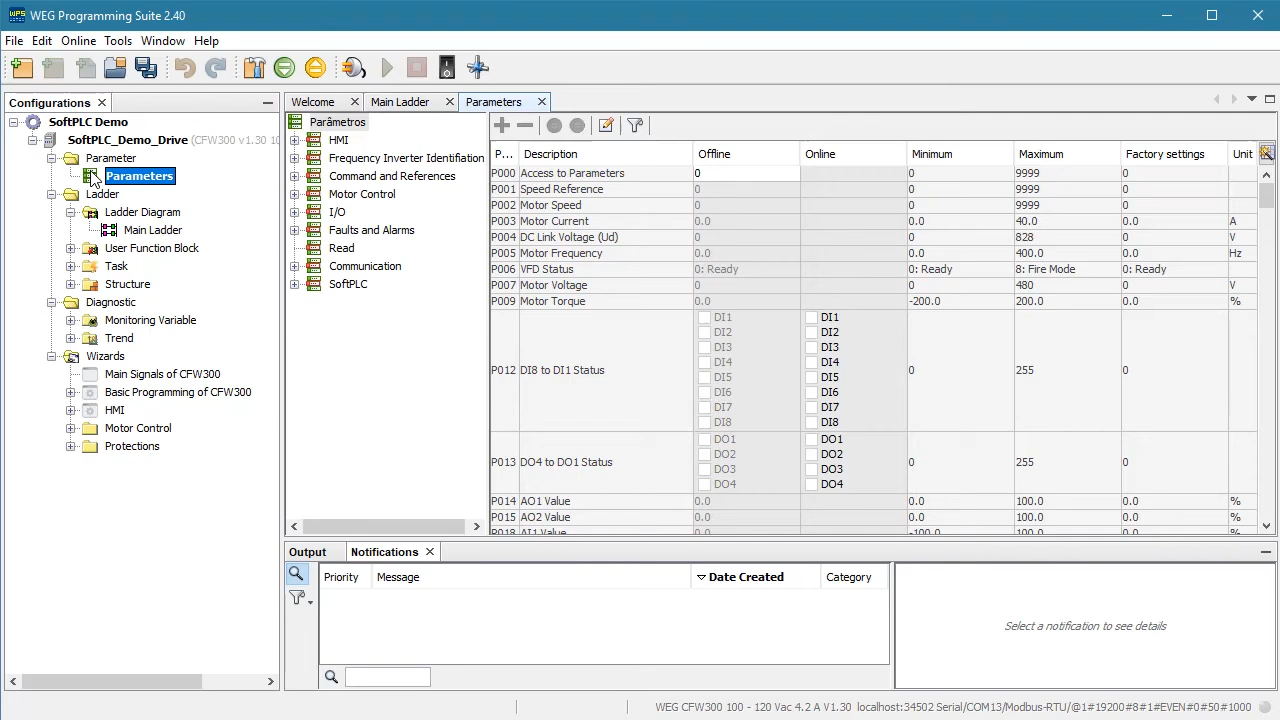 WEG Programming Suite 2.40
File Edit Online Tools Window Help
Configurations
SoftPLC Demo
SoftPLC_Demo_Drive (CFW300 v1.30 10
Parameter
Parameters
Ladder
Ladder Diagram
Main Ladder
User Function Block
Task
Structure
Diagnostic
Monitoring Variable
Trend
Wizards
Main Signals of CFW300
Basic Programming of CFW300
HMI
Motor Control
Protections
Welcome Main Ladder Parameters
Parâmetros
HMI
Frequency Inverter Identifiation
Command and References
Motor Control
I/O
Faults and Alarms
Read
Communication
SoftPLC
P... Description Offline Online Minimum Maximum Factory settings Unit
P000 Access to Parameters 0 0 9999 0
P001 Speed Reference 0 0 9999 0
P002 Motor Speed 0 0 9999 0
P003 Motor Current 0.0 0.0 40.0 0.0 A
P004 DC Link Voltage (Ud) 0 0 828 0 V
P005 Motor Frequency 0.0 0.0 400.0 0.0 Hz
P006 VFD Status 0: Ready 0: Ready 8: Fire Mode 0: Ready
P007 Motor Voltage 0 0 480 0 V
P009 Motor Torque 0.0 -200.0 200.0 0.0 %
DI1 DI1
DI2 DI2
DI3 DI3
DI4 DI4
P012 DI8 to DI1 Status 0 255 0
DI5 DI5
DI6 DI6
DI7 DI7
DI8 DI8
DO1 DO1
DO2 DO2
P013 DO4 to DO1 Status 0 255 0
DO3 DO3
DO4 DO4
P014 AO1 Value 0.0 0.0 100.0 0.0 %
P015 AO2 Value 0.0 0.0 100.0 0.0 %
P018 AI1 Value 0.0 -100.0 100.0 0.0 %
Output Notifications
Priority Message Date Created Category
Select a notification to see details
WEG CFW300 100 - 120 Vac 4.2 A V1.30 localhost:34502 Serial/COM13/Modbus-RTU/@1#19200#8#1#EVEN#0#50#1000